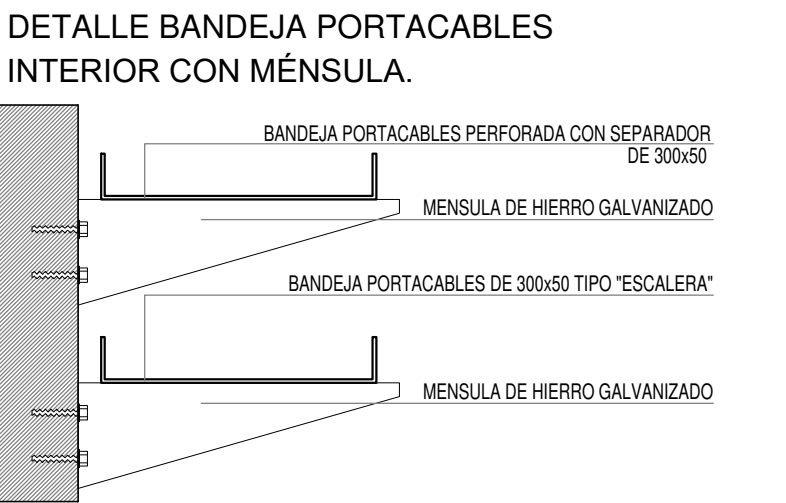 DETALLE BANDEJA PORTACABLES
INTERIOR CON MÉNSULA.
BANDEJA PORTACABLES PERFORADA CON SEPARADOR
DE 300x50
MENSULA DE HIERRO GALVANIZADO
BANDEJA PORTACABLES DE 300x50 TIPO "ESCALERA"
MENSULA DE HIERRO GALVANIZADO